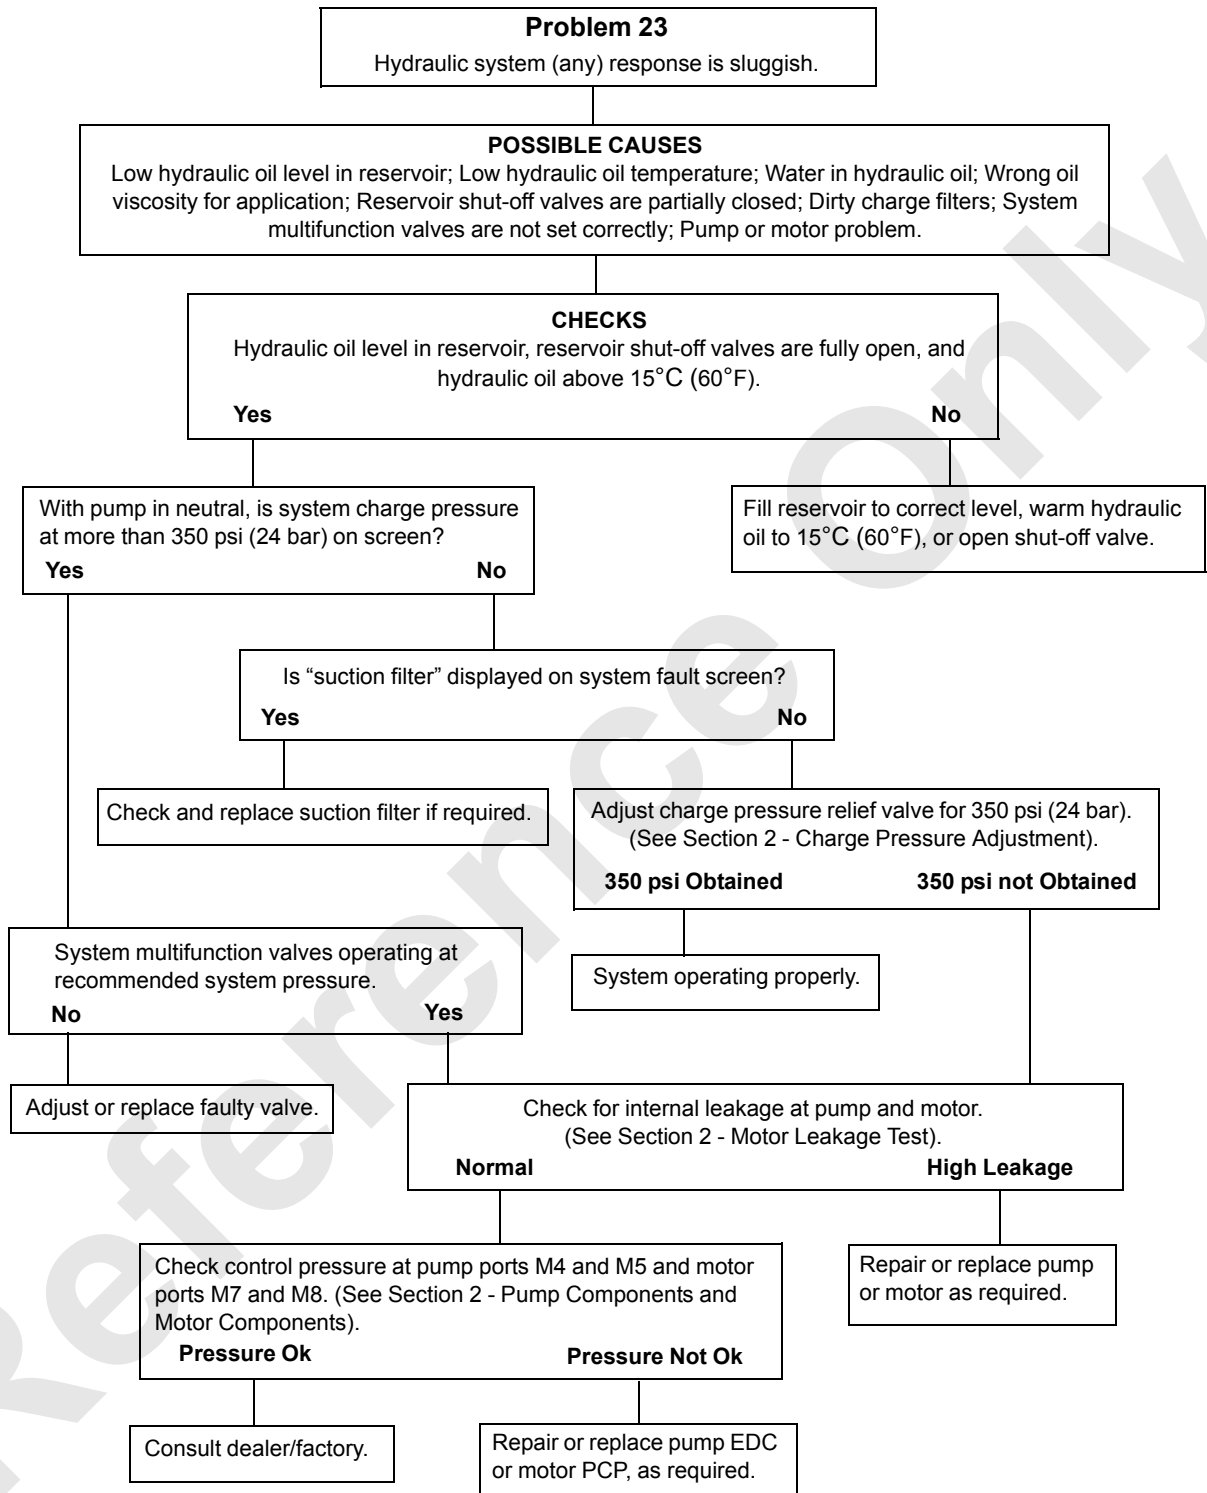 Problem 23
Hydraulic system (any) response is sluggish.
POSSIBLE CAUSES
Low hydraulic oil level in reservoir; Low hydraulic oil temperature; Water in hydraulic oil; Wrong oil
viscosity for application; Reservoir shut-off valves are partially closed; Dirty charge filters; System
multifunction valves are not set correctly; Pump or motor problem.
CHECKS
Hydraulic oil level in reservoir, reservoir shut-off valves are fully open, and
hydraulic oil above 15°C (60°F).
Yes No
With pump in neutral, is system charge pressure
at more than 350 psi (24 bar) on screen?
Yes No
Fill reservoir to correct level, warm hydraulic
oil to 15°C (60°F), or open shut-off valve.
Is “suction filter” displayed on system fault screen?
Yes No
Check and replace suction filter if required.
Adjust charge pressure relief valve for 350 psi (24 bar).
(See Section 2 - Charge Pressure Adjustment).
350 psi Obtained 350 psi not Obtained
System multifunction valves operating at
recommended system pressure.
No Yes
System operating properly.
Adjust or replace faulty valve.
Check for internal leakage at pump and motor.
(See Section 2 - Motor Leakage Test).
Normal High Leakage
Check control pressure at pump ports M4 and M5 and motor
ports M7 and M8. (See Section 2 - Pump Components and
Motor Components).
Pressure Ok Pressure Not Ok
Repair or replace pump
or motor as required.
Consult dealer/factory.
Repair or replace pump EDC
or motor PCP, as required.
Reference Only